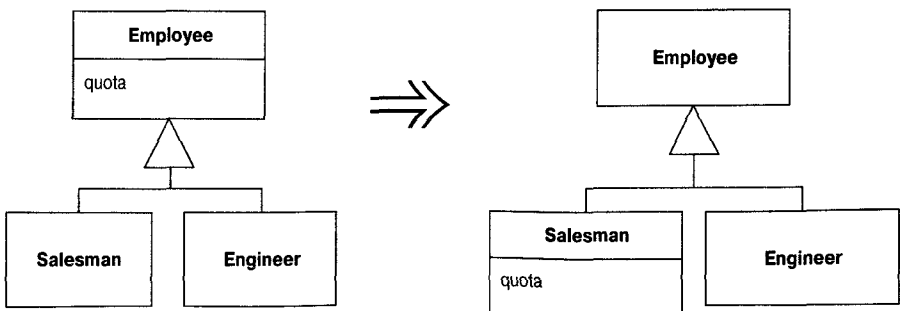 Employee
quota
Salesman
Engineer
Employee
Salesman
quota
Engineer